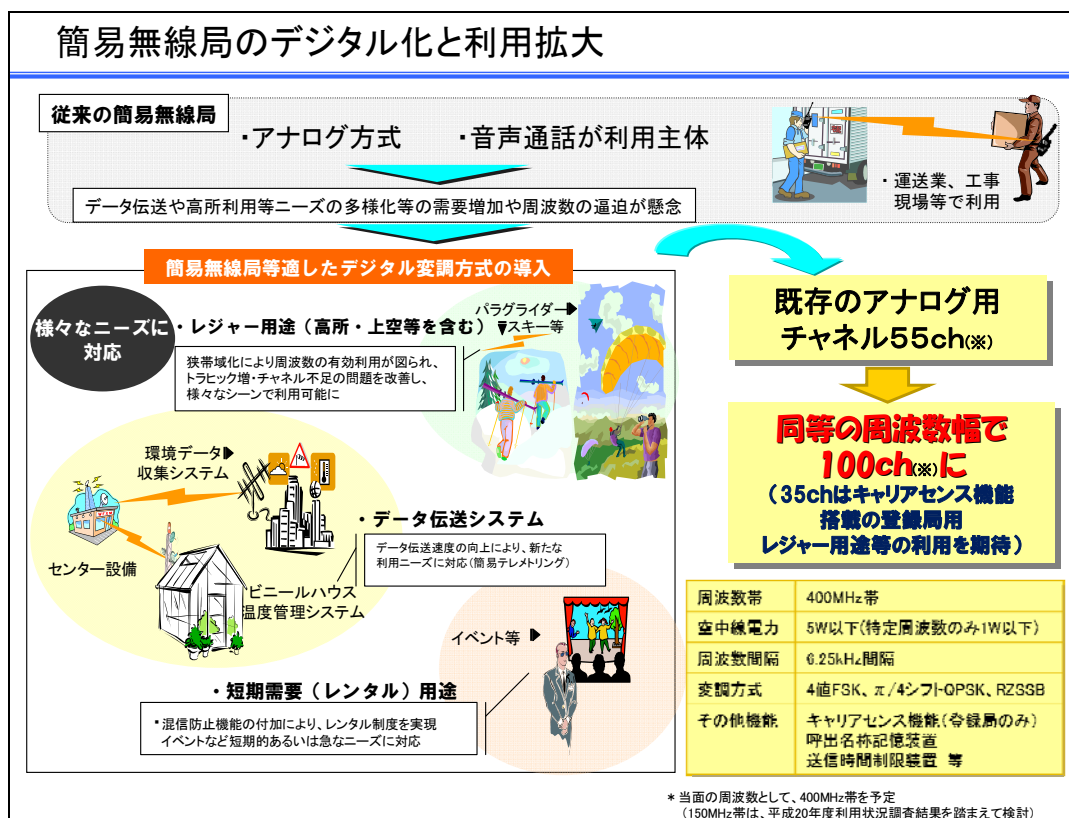 簡易無線局のデジタル化と利用拡大
従来の簡易無線局
・アナログ方式　・音声通話が利用主体
・運送業、工事
現場等で利用
データ伝送や高所利用等ニーズの多様化等の需要増加や周波数の逼迫が懸念
簡易無線局等適したデジタル変調方式の導入
様々なニーズに
対応
・レジャー用途（高所・上空等を含む）
パラグライダー
スキー等
狭帯域化により周波数の有効利用が図られ、
トラヒック増・チャネル不足の問題を改善し、
様々なシーンで利用可能に
環境データ
収集システム
センター設備
ビニールハウス
温度管理システム
・データ伝送システム
データ伝送速度の向上により、新たな
利用ニーズに対応（簡易テレメトリング）
イベント等
・短期需要（レンタル）用途
・混信防止機能の付加により、レンタル制度を実現
イベントなど短期的あるいは急なニーズに対応
既存のアナログ用
チャネル55ch(※)
同等の周波数幅で
100ch(※)に
（35chはキャリアセンス機能
搭載の登録局用
レジャー用途等の利用を期待）
周波数帯　400MHz帯
空中線電力　5W以下(特定周波数のみ1W以下)
周波数間隔　6.25kHz間隔
変調方式　4値FSK、π/4シフトQPSK、RZSSB
その他機能　キャリアセンス機能(登録局のみ)
呼出名称記憶装置
送信時間制限装置 等
＊当面の周波数として、400MHz帯を予定
（150MHz帯は、平成20年度利用状況調査結果を踏まえて検討）